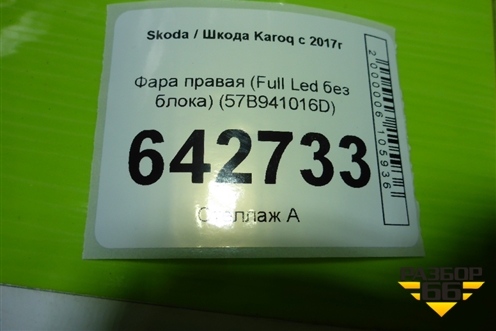 Skoda / Шкода Karoq с 2017г
Фара правая (Full Led без
блока) (57B941016D)
642733
Стеллаж А
2000006105936
РАЗБОР
66